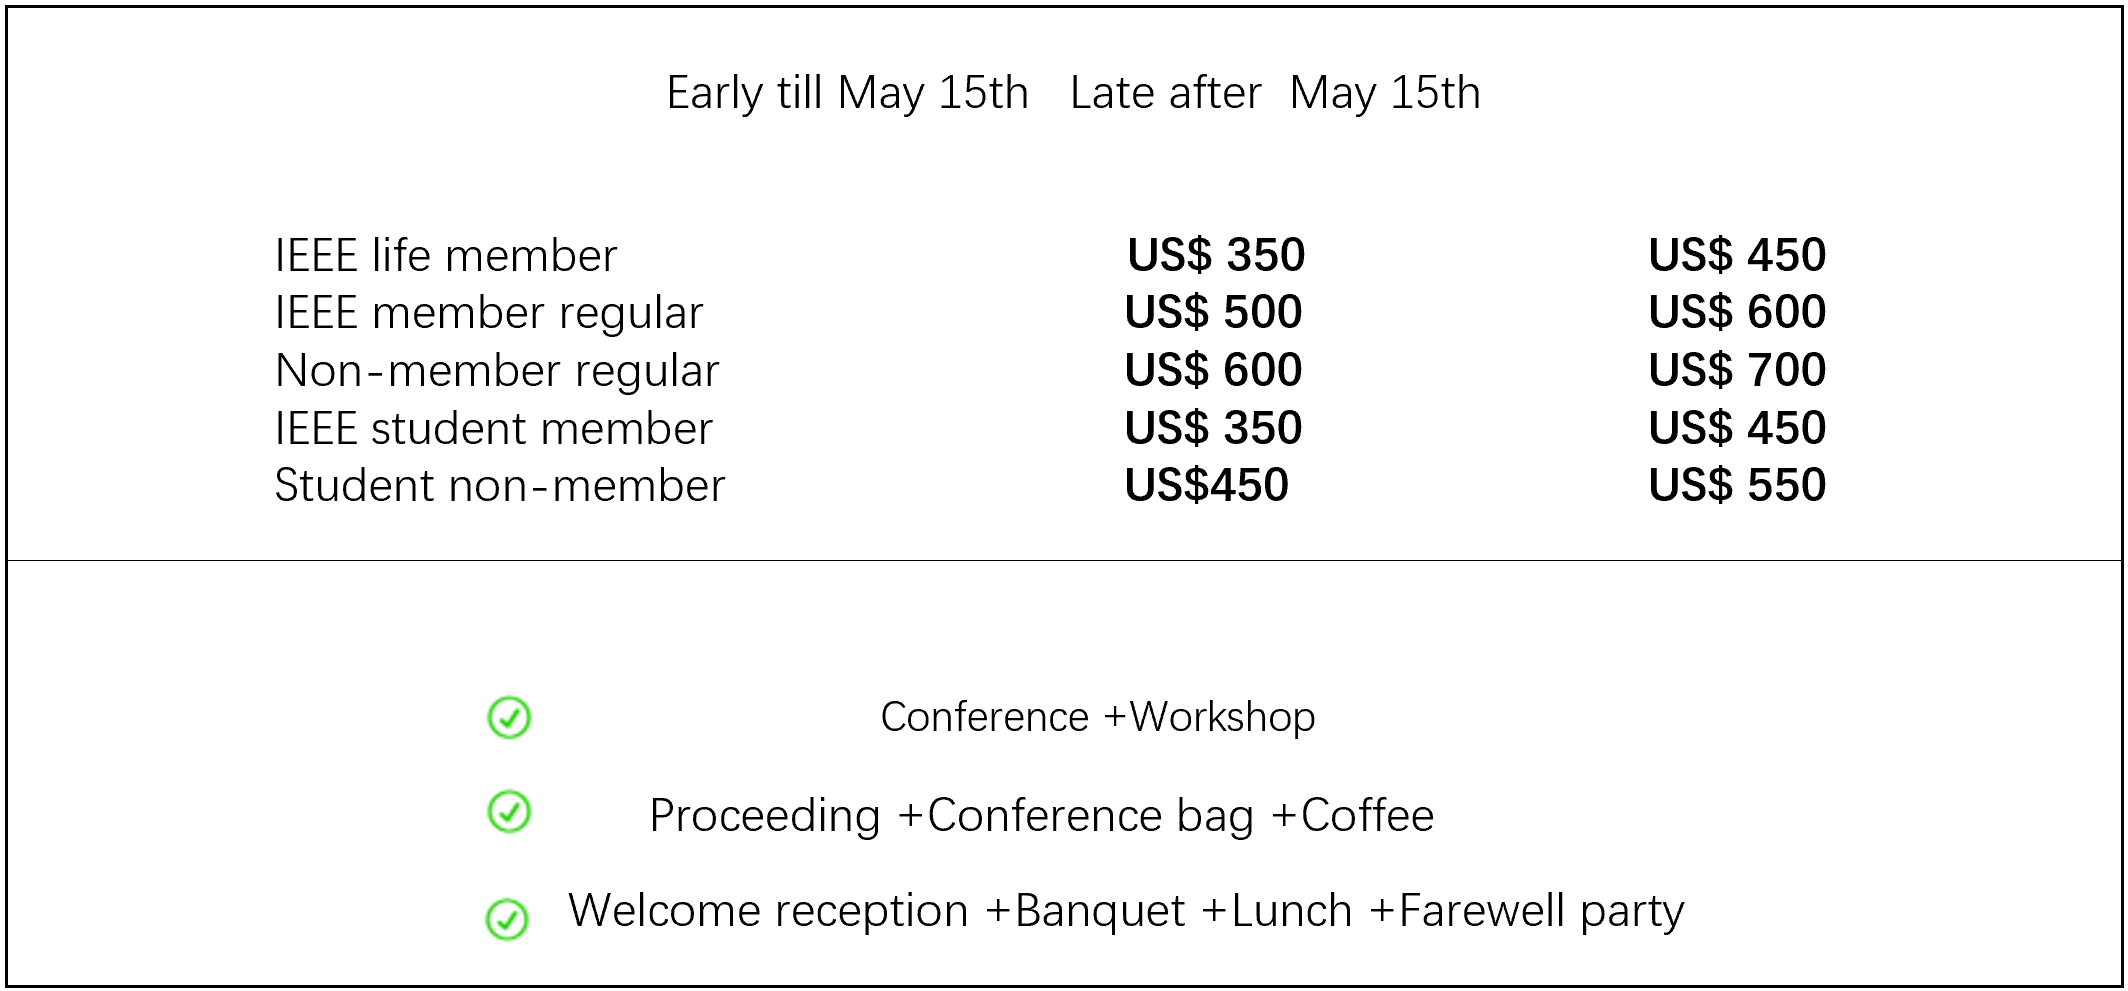 Early till May 15th Late after May 15th
IEEE life member US$ 350 US$ 450
IEEE member regular US$ 500 US$ 600
Non-member regular US$ 600 US$ 700
IEEE student member US$ 350 US$ 450
Student non-member US$450 US$ 550
Conference +Workshop
Proceeding +Conference bag +Coffee
Welcome reception +Banquet +Lunch +Farewell party